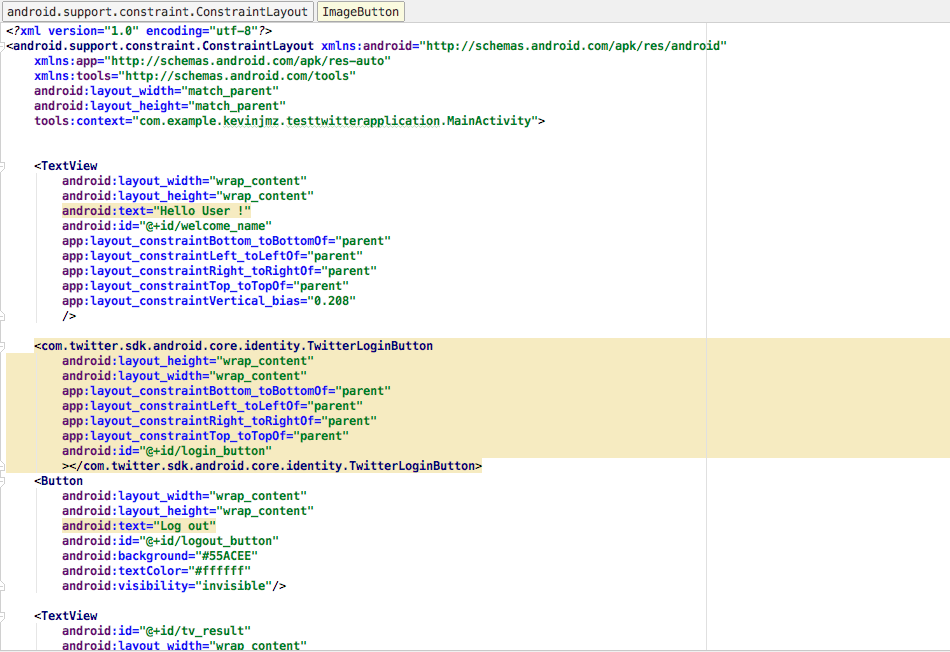 android.support.constraint.ConstraintLayout ImageButton
<?xml version="1.0" encoding="utf-8"?>
<android.support.constraint.ConstraintLayout xmlns:android="http://schemas.android.com/apk/res/android"
xmlns:app="http://schemas.android.com/apk/res-auto"
xmlns:tools="http://schemas.android.com/tools"
android:layout_width="match_parent"
android:layout_height="match_parent"
tools:context="com.example.kevinjmz.testtwitterapplication.MainActivity">
<TextView
android:layout_width="wrap_content"
android:layout_height="wrap_content"
android:text="Hello User !"
android:id="@+id/welcome_name"
app:layout_constraintBottom_toBottomOf="parent"
app:layout_constraintLeft_toLeftOf="parent"
app:layout_constraintRight_toRightOf="parent"
app:layout_constraintTop_toTopOf="parent"
app:layout_constraintVertical_bias="0.208"
/>
<com.twitter.sdk.android.core.identity.TwitterLoginButton
android:layout_height="wrap_content"
android:layout_width="wrap_content"
app:layout_constraintBottom_toBottomOf="parent"
app:layout_constraintLeft_toLeftOf="parent"
app:layout_constraintRight_toRightOf="parent"
app:layout_constraintTop_toTopOf="parent"
android:id="@+id/login_button"
></com.twitter.sdk.android.core.identity.TwitterLoginButton>
<Button
android:layout_width="wrap_content"
android:layout_height="wrap_content"
android:text="Log out"
android:id="@+id/logout_button"
android:background="#55ACEE"
android:textColor="#ffffff"
android:visibility="invisible"/>
<TextView
android:id="@+id/tv_result"
android:layout_width="wrap_content"